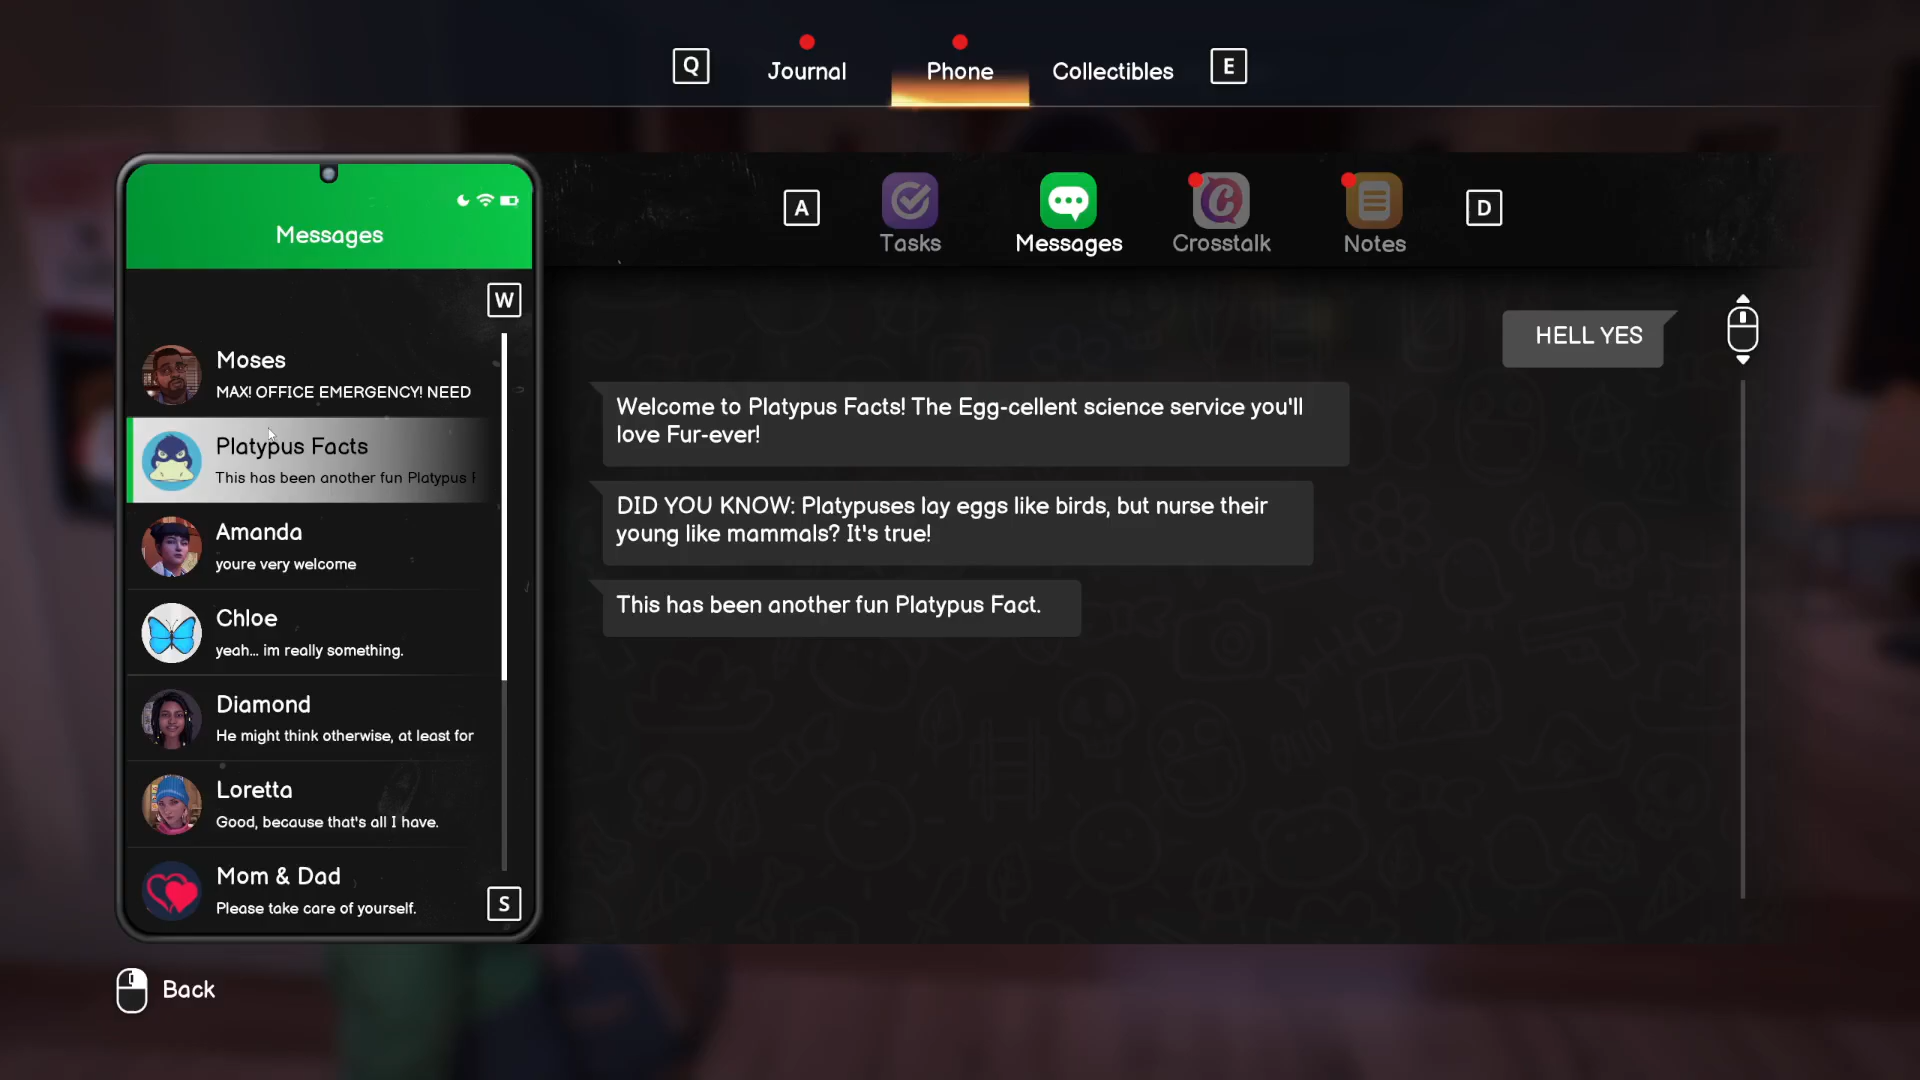 Q
Journal
Phone
Collectibles
E
Messages
A
Tasks
Messages
Crosstalk
Notes
D
W
Moses
MAX! OFFICE EMERGENCY! NEED
Platypus Facts
This has been another fun Platypus F
Amanda
youre very welcome
Chloe
yeah... im really something.
Diamond
He might think otherwise, at least for
Loretta
Good, because that's all I have.
Mom & Dad
Please take care of yourself.
S
HELL YES
Welcome to Platypus Facts! The Egg-cellent science service you'll
love Fur-ever!
DID YOU KNOW: Platypuses lay eggs like birds, but nurse their
young like mammals? It's true!
This has been another fun Platypus Fact.
Back